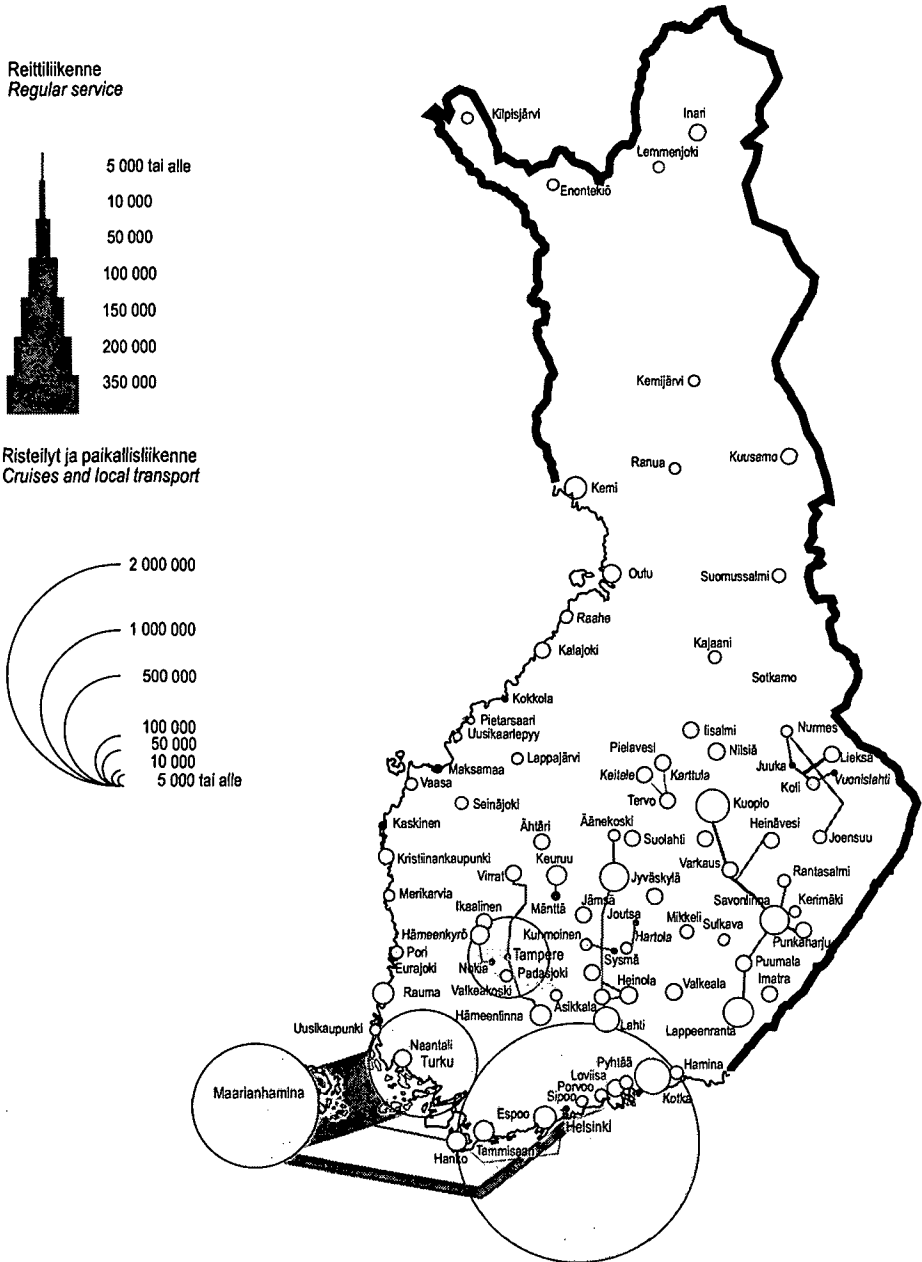 Reittiliikenne
Regular service
5 000 tai alle
10 000
50 000
100 000
150 000
200 000
350 000
Risteilyt ja paikallisliikenne
Cruises and local transport
2 000 000
1 000 000
500 000
100 000
50 000
10 000
5 000 tai alle
Kilpisjärvi
Inari
Lemmenjoki
Enontekiö
Kemijärvi
Ranua
Kuusamo
Kemi
Oulu
Suomussalmi
Raahe
Kalajoki
Kajaani
Sotkamo
Kokkola
Pietarsaari
Uusikaarlepyy
Iisalmi
Nurmes
Lappajärvi
Pielavesi
Nilsiä
Lieksa
Maksamaa
Keitele
Karttula
Juuka
Vuonislahti
Vaasa
Koli
Seinäjoki
Tervo
Kuopio
Kaskinen
Ähtäri
Äänekoski
Suolahti
Heinävesi
Joensuu
Kristiinankaupunki
Keuruu
Virrat
Varkaus
Jyväskylä
Rantasalmi
Merikarvia
Mänttä
Savonlinna
Kerimäki
Ikaalinen
Jämsä
Joutsa
Mikkeli
Sulkava
Hämeenkyrö
Kuhmoinen
Hartola
Punkaharju
Pori
Tampere
Sysmä
Eurajoki
Nokia
Padasjoki
Puumala
Heinola
Valkeala
Imatra
Rauma
Valkeakoski
Asikkala
Hämeenlinna
Lahti
Lappeenranta
Uusikaupunki
Naantali
Turku
Pyhtää
Hamina
Maarianhamina
Loviisa
Porvoo
Sipoo
Kotka
Espoo
Helsinki
Tammisaari
Hanko